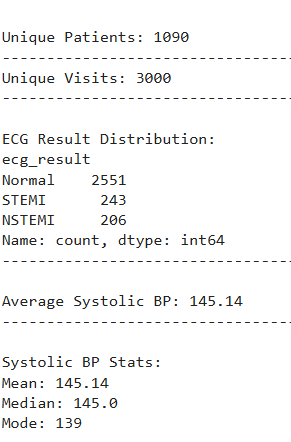 Unique Patients: 1090
--------------------------------
Unique Visits: 3000
--------------------------------
ECG Result Distribution:
ecg_result
Normal    2551
STEMI      243
NSTEMI     206
Name: count, dtype: int64
--------------------------------
Average Systolic BP: 145.14
--------------------------------
Systolic BP Stats:
Mean: 145.14
Median: 145.0
Mode: 139